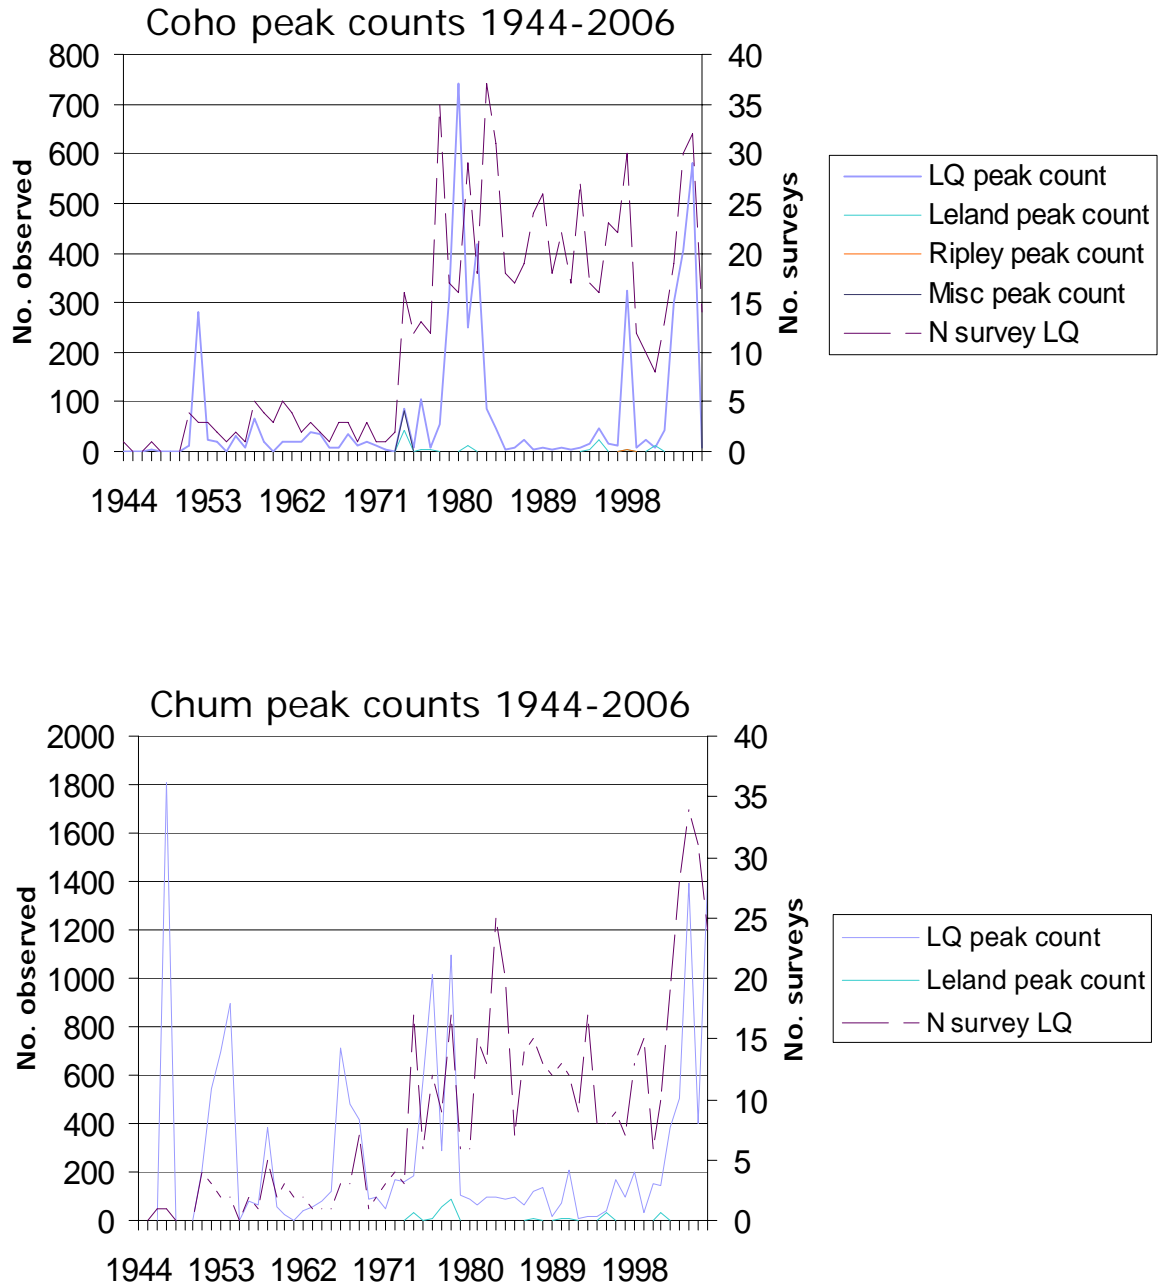 Coho peak counts 1944-2006
800
700
600
500
400
300
200
100
0
No. observed
40
35
30
25
20
15
10
5
0
No. surveys
1944 1953 1962 1971 1980 1989 1998
LQ peak count
Leland peak count
Ripley peak count
Misc peak count
N survey LQ
Chum peak counts 1944-2006
2000
1800
1600
1400
1200
1000
800
600
400
200
0
No. observed
40
35
30
25
20
15
10
5
0
No. surveys
1944 1953 1962 1971 1980 1989 1998
LQ peak count
Leland peak count
N survey LQ